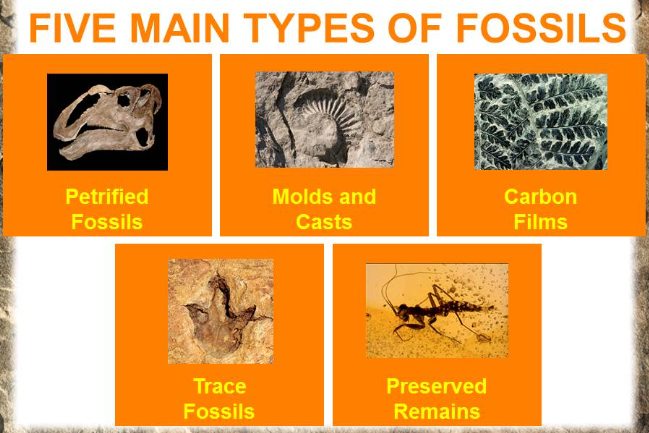 FIVE MAIN TYPES OF FOSSILS
Petrified
Fossils
Molds and
Casts
Carbon
Films
Trace
Fossils
Preserved
Remains